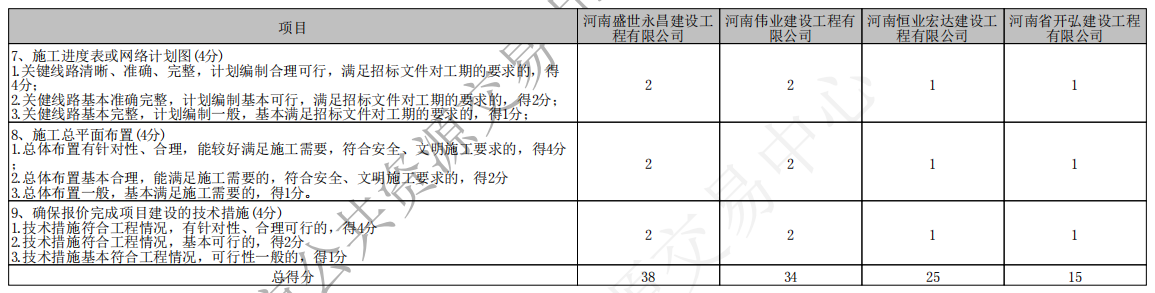 项目
河南盛世永昌建设工
程有限公司
河南伟业建设工程有
限公司
河南恒业宏达建设工
程有限公司
河南省开弘建设工程
有限公司
7、施工进度表或网络计划图(4分)
1.关键线路清晰、准确、完整，计划编制合理可行，满足招标文件对工期的要求的，得
4分；
2.关健线路基本准确完整，计划编制基本可行，满足招标文件对工期的要求的，得2分；
3.关健线路基本完整，计划编制一般，基本满足招标文件对工期的要求的，得1分；
2
2
1
1
8、施工总平面布置(4分)
1.总体布置有针对性、合理，能较好满足施工需要，符合安全、文明施工要求的，得4分
；
2.总体布置基本合理，能满足施工需要的，符合安全、文明施工要求的，得2分
3.总体布置一般，基本满足施工需要的，得1分。
2
2
1
1
9、确保报价完成项目建设的技术措施(4分)
1.技术措施符合工程情况，有针对性、合理可行的，得4分
2.技术措施符合工程情况，基本可行的，得2分
3.技术措施基本符合工程情况，可行性一般的，得1分
2
2
1
1
总得分
38
34
25
15
公共资源交易中
源交易中心